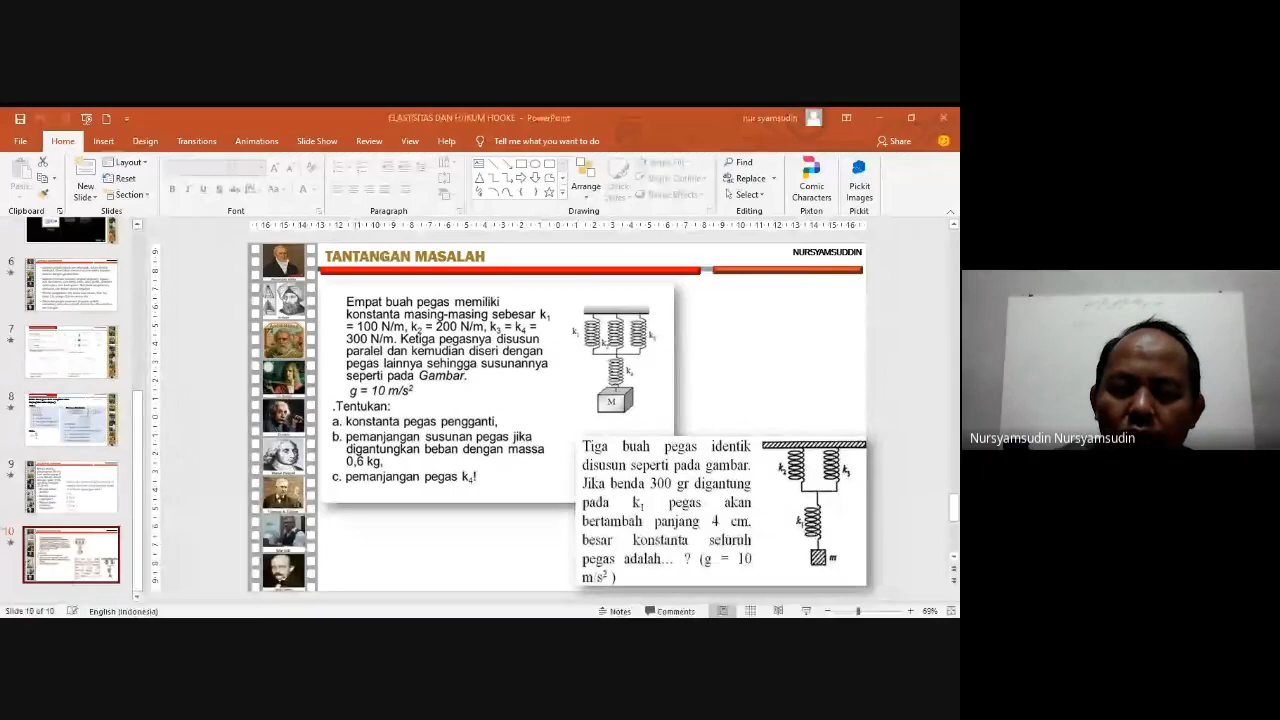 ELASTISITAS DAN HUKUM HOOKE - PowerPoint
nur syamsudin
File
Home
Insert
Design
Transitions
Animations
Slide Show
Review
View
Help
Tell me what you want to do
Share
Paste
New
Slide
Layout
Reset
Section
Arrange
Find
Replace
Select
Comic
Characters
Pickit
Images
Clipboard
Slides
Font
Paragraph
Drawing
Editing
Pixton
Pickit
6
7
8
9
10
TANTANGAN MASALAH
NURSYAMSUDDIN
Empat buah pegas memiliki
konstanta masing-masing sebesar k1
= 100 N/m, k2 = 200 N/m, k3 = k4 =
300 N/m. Ketiga pegasnya disusun
paralel dan kemudian diseri dengan
pegas lainnya sehingga susunannya
seperti pada Gambar.
g = 10 m/s²
.Tentukan:
a. konstanta pegas pengganti,
b. pemanjangan susunan pegas jika
digantungkan beban dengan massa
0,6 kg,
c. pemanjangan pegas k4!
M
Tiga buah pegas identik
disusun seperti pada gambar.
Jika benda 300 gr digantung
pada k1 pegas akan
bertambah panjang 4 cm,
besar konstanta seluruh
pegas adalah... ? (g = 10
m/s² )
m
Nursyamsudin Nursyamsudin
Slide 10 of 10
English (Indonesia)
Notes
Comments
69%